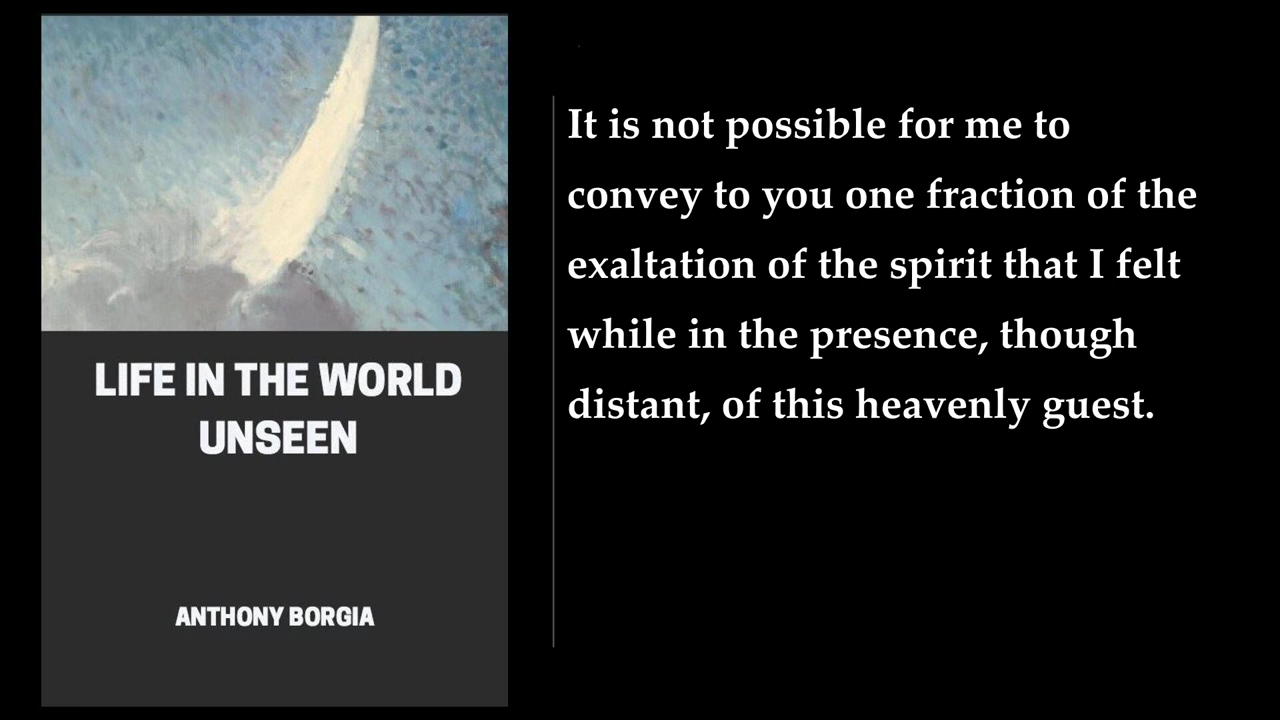 LIFE IN THE WORLD
UNSEEN
ANTHONY BORGIA
It is not possible for me to
convey to you one fraction of the
exaltation of the spirit that I felt
while in the presence, though
distant, of this heavenly guest.